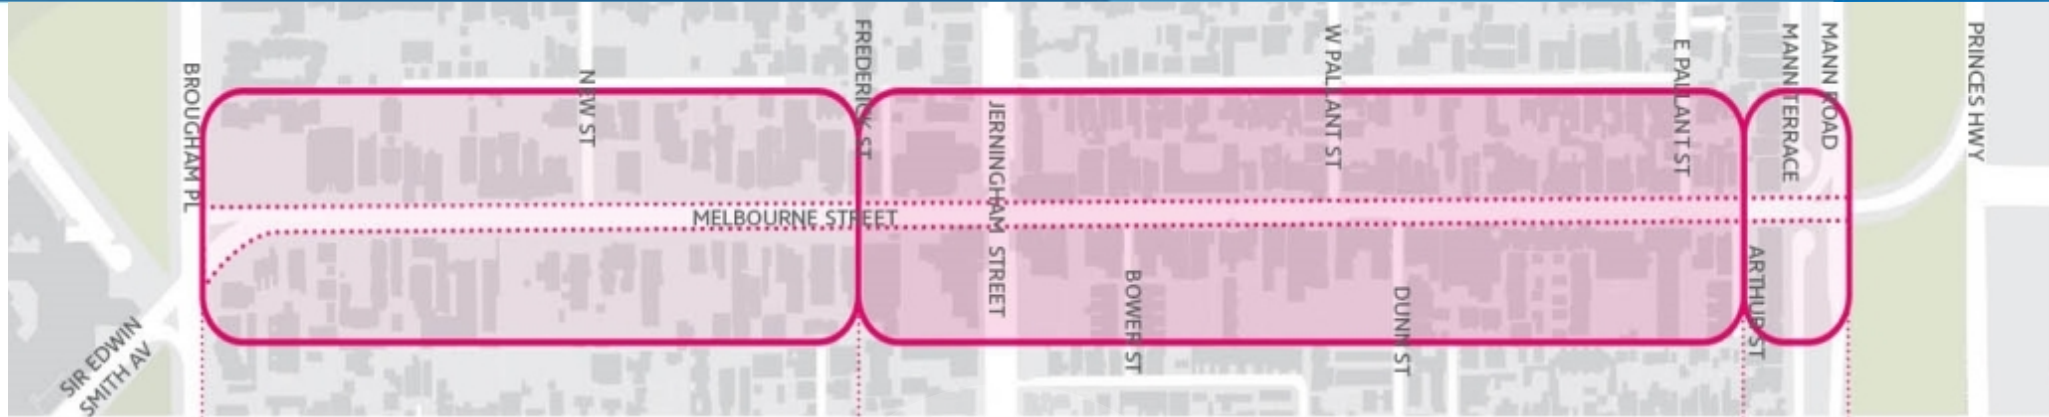 BROUGHAM PL
NEW ST
FREDERICK ST
JERNINGHAM STREET
W PALLANT ST
E PALLANT ST
MANN TERRACE
MANN ROAD
PRINCES HWY
MELBOURNE STREET
BOWER ST
DUNN ST
ARTHUR ST
SIR EDWIN
SMITH AV